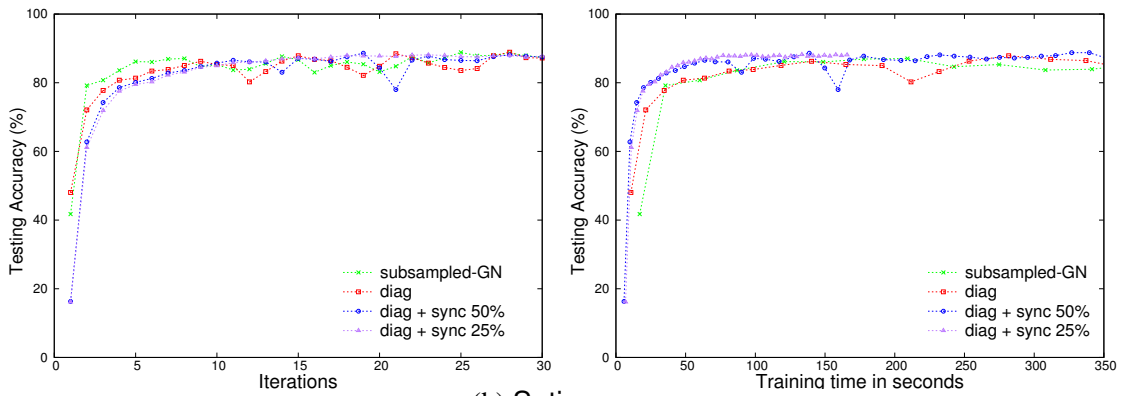 100
80
60
40
20
0
Testing Accuracy (%)
subsampled-GN
diag
diag + sync 50%
diag + sync 25%
0 5 10 15 20 25 30
Iterations
100
80
60
40
20
0
Testing Accuracy (%)
subsampled-GN
diag
diag + sync 50%
diag + sync 25%
0 50 100 150 200 250 300 350
Training time in seconds